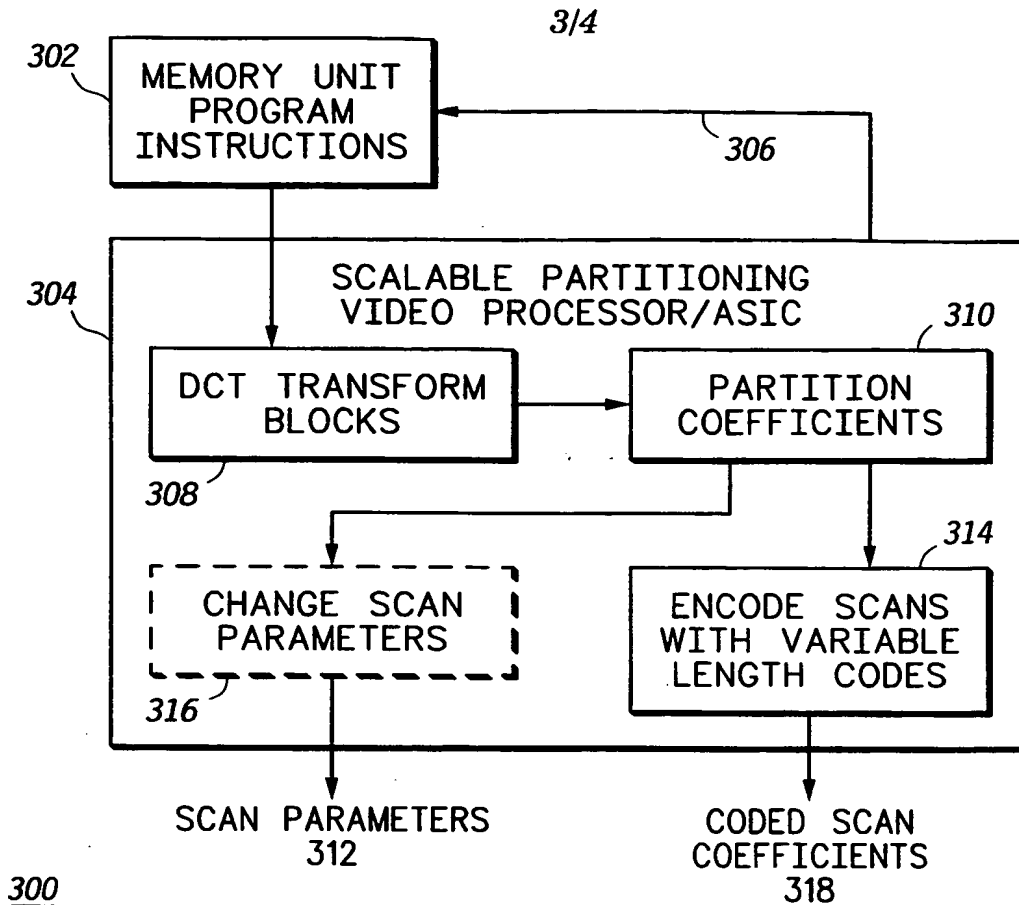 3/4
302
MEMORY UNIT
PROGRAM
INSTRUCTIONS
306
304
SCALABLE PARTITIONING
VIDEO PROCESSOR/ASIC
310
DCT TRANSFORM
BLOCKS
PARTITION
COEFFICIENTS
308
314
CHANGE SCAN
PARAMETERS
ENCODE SCANS
WITH VARIABLE
LENGTH CODES
316
SCAN PARAMETERS
312
CODED SCAN
COEFFICIENTS
318
300